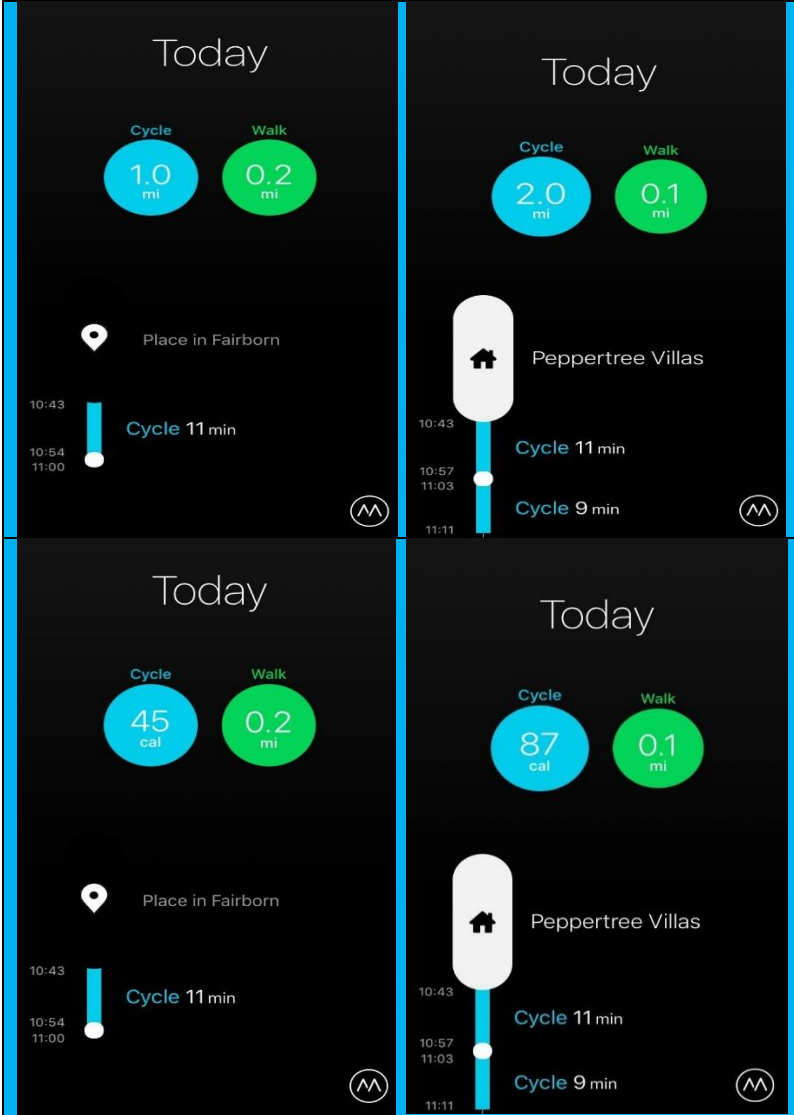 Today
Cycle Walk
1.0 0.2
mi mi
Place in Fairborn
10:43
Cycle 11 min
10:54
11:00
Today
Cycle Walk
2.0 0.1
mi mi
Peppertree Villas
10:43
Cycle 11 min
10:57
11:03
Cycle 9 min
11:11
Today
Cycle Walk
45 0.2
cal mi
Place in Fairborn
10:43
Cycle 11 min
10:54
11:00
Today
Cycle Walk
87 0.1
cal mi
Peppertree Villas
10:43
Cycle 11 min
10:57
11:03
Cycle 9 min
11:11